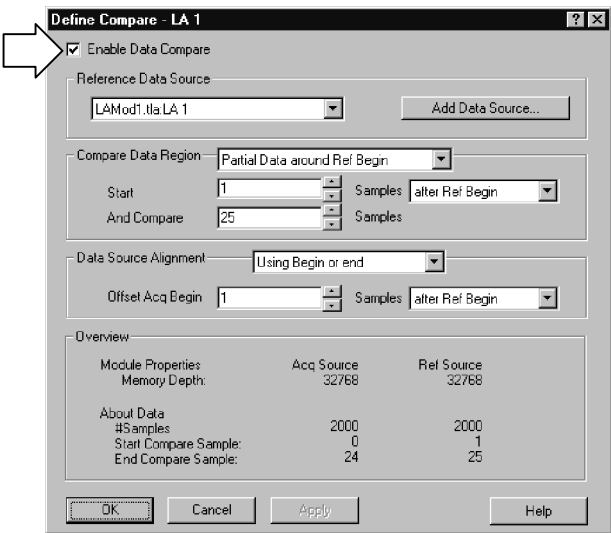 Define Compare - LA 1
Enable Data Compare
Reference Data Source
LAMod1.tla:LA 1
Add Data Source...
Compare Data Region
Partial Data around Ref Begin
Start 1 Samples after Ref Begin
And Compare 25 Samples
Data Source Alignment
Using Begin or end
Offset Acq Begin 1 Samples after Ref Begin
Overview
Module Properties Acq Source Ref Source
Memory Depth: 32768 32768
About Data
#Samples 2000 2000
Start Compare Sample: 0 1
End Compare Sample: 24 25
OK Cancel Apply Help